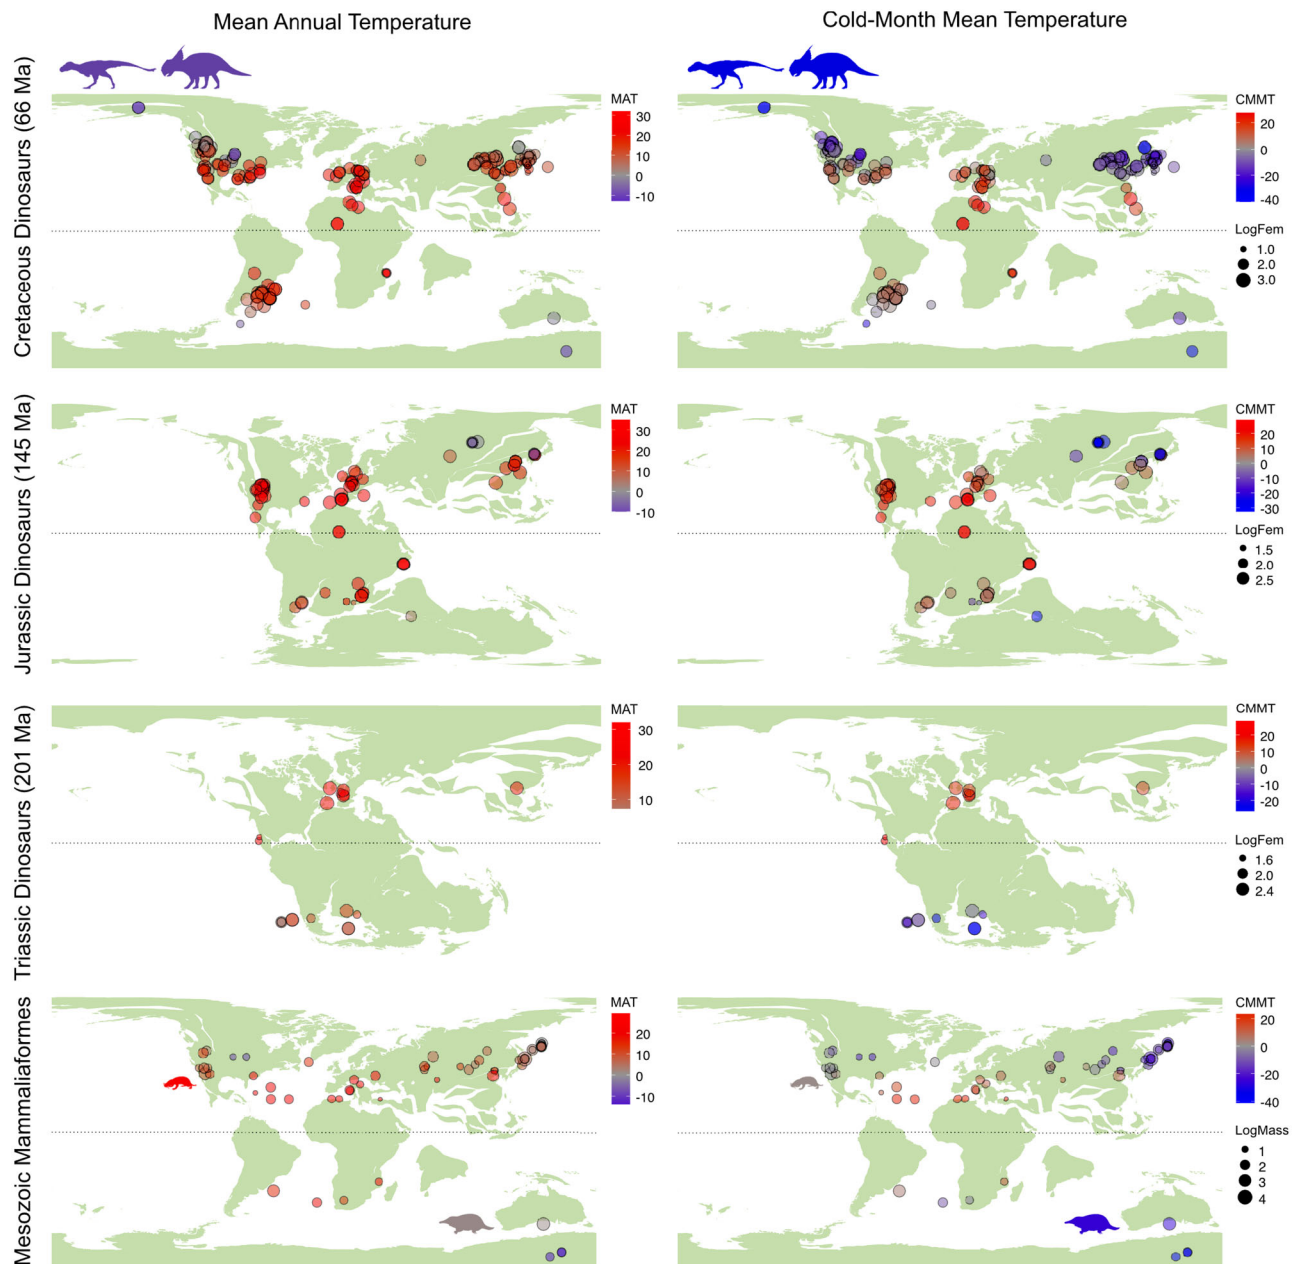 Mean Annual Temperature
Cold-Month Mean Temperature
Cretaceous Dinosaurs (66 Ma)
MAT
30
20
10
0
-10
CMMT
20
0
-20
-40
LogFem
1.0
2.0
3.0
Jurassic Dinosaurs (145 Ma)
MAT
30
20
10
0
-10
CMMT
20
10
0
-10
-20
-30
LogFem
1.5
2.0
2.5
Triassic Dinosaurs (201 Ma)
MAT
30
20
10
CMMT
20
10
0
-10
-20
LogFem
1.6
2.0
2.4
Mesozoic Mammaliaformes
MAT
20
10
0
-10
CMMT
20
0
-20
-40
LogMass
1
2
3
4